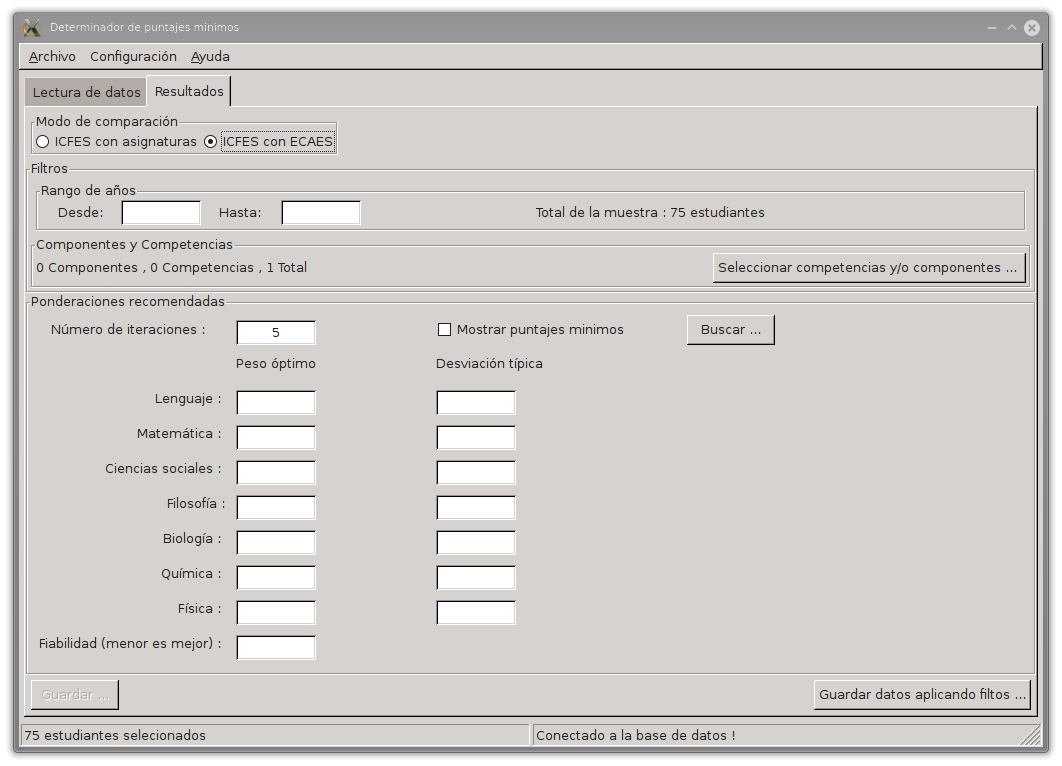 Determinador de puntajes minimos
Archivo Configuración Ayuda
Lectura de datos Resultados
Modo de comparación
ICFES con asignaturas ICFES con ECAES
Filtros
Rango de años
Desde: Hasta: Total de la muestra : 75 estudiantes
Componentes y Competencias
0 Componentes , 0 Competencias , 1 Total Seleccionar competencias y/o componentes ...
Ponderaciones recomendadas
Número de iteraciones : 5 Mostrar puntajes minimos Buscar ...
Peso óptimo Desviación típica
Lenguaje :
Matemática :
Ciencias sociales :
Filosofía :
Biología :
Química :
Física :
Fiabilidad (menor es mejor) :
Guardar ... Guardar datos aplicando filtos ...
75 estudiantes selecionados Conectado a la base de datos !